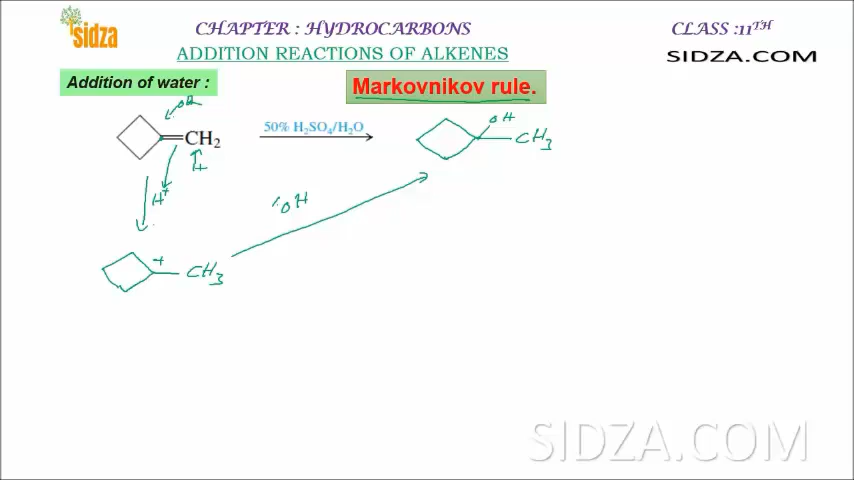 sidza
CHAPTER : HYDROCARBONS
CLASS :11TH
ADDITION REACTIONS OF ALKENES
SIDZA.COM
Addition of water :
Markovnikov rule.
OH
CH2
50% H2SO4/H2O
OH
CH3
H
H+
:OH
+
CH3
SIDZA.COM